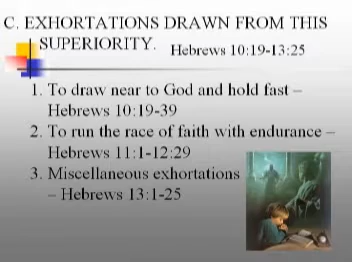 C. EXHORTATIONS DRAWN FROM THIS
SUPERIORITY. Hebrews 10:19-13:25
1. To draw near to God and hold fast –
Hebrews 10:19-39
2. To run the race of faith with endurance –
Hebrews 11:1-12:29
3. Miscellaneous exhortations
– Hebrews 13:1-25